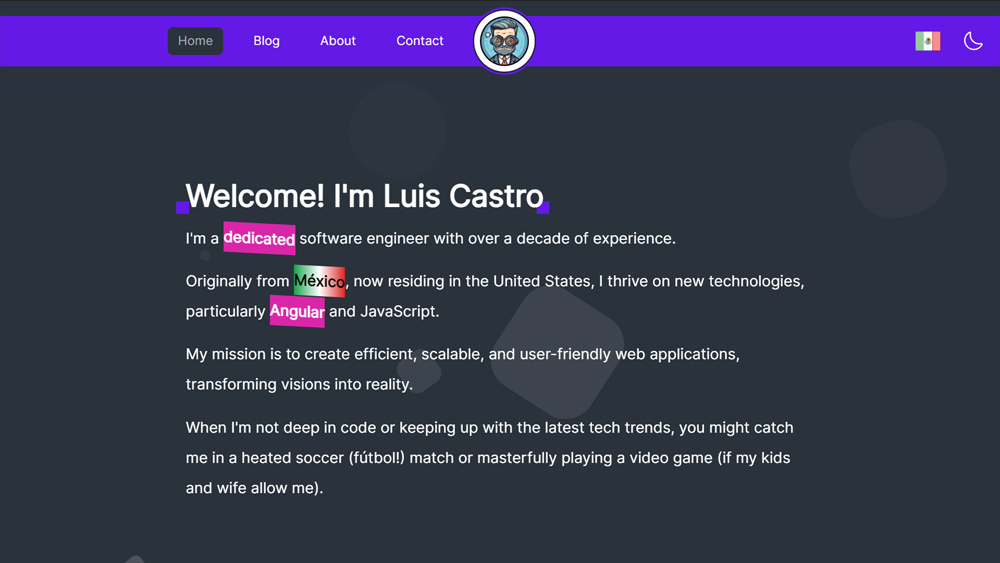 Home Blog About Contact
Welcome! I'm Luis Castro
I'm a dedicated software engineer with over a decade of experience.
Originally from México, now residing in the United States, I thrive on new technologies,
particularly Angular and JavaScript.
My mission is to create efficient, scalable, and user-friendly web applications,
transforming visions into reality.
When I'm not deep in code or keeping up with the latest tech trends, you might catch
me in a heated soccer (fútbol!) match or masterfully playing a video game (if my kids
and wife allow me).